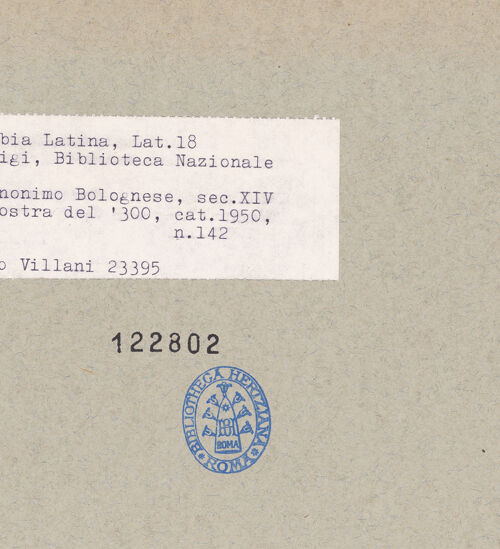 bia Latina, Lat.18
igi, Biblioteca Nazionale
nonimo Bolognese, sec.XIV
ostra del '300, cat.1950,
n.142
o Villani 23395
122802
BIBLIOTHECA HERTZIANA
ROMA
* ROMA *